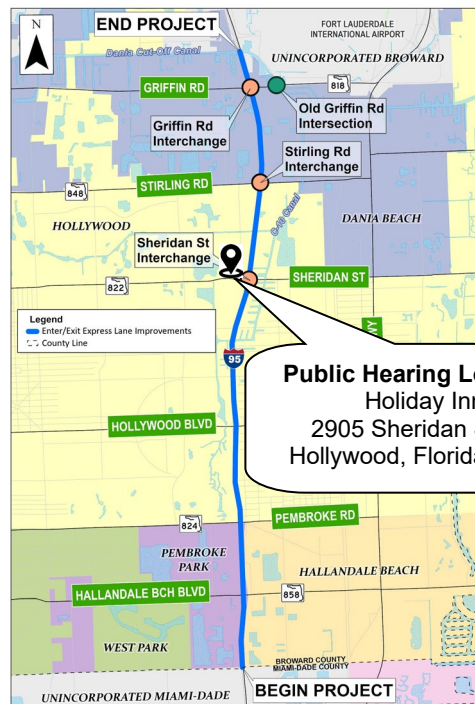 N
END PROJECT
FORT LAUDERDALE
INTERNATIONAL AIRPORT
Dania Cut-Off Canal
UNINCORPORATED BROWARD
GRIFFIN RD
818
Griffin Rd
Interchange
Old Griffin Rd
Intersection
Stirling Rd
Interchange
848
STIRLING RD
C-10 Canal
HOLLYWOOD
DANIA BEACH
Sheridan St
Interchange
822
SHERIDAN ST
Legend
Enter/Exit Express Lane Improvements
County Line
95
WY
Public Hearing
Holiday Inn
2905 Sheridan
Hollywood, Florida
HOLLYWOOD BLVD
824
PEMBROKE RD
PEMBROKE
PARK
HALLANDALE BEACH
HALLANDALE BCH BLVD
858
WEST PARK
BROWARD COUNTY
MIAMI-DADE COUNTY
BEGIN PROJECT
UNINCORPORATED MIAMI-DADE